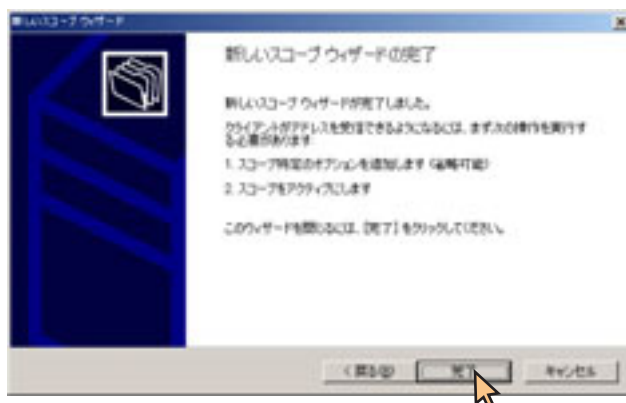 新しいスコープ ウィザード
新しいスコープ ウィザードの完了
新しいスコープ ウィザードが完了しました。
クライアントがアドレスを受信できるようになるには、まず次の操作を実行す
る必要があります:
1. スコープ特定のオプションを追加します (省略可能)
2. スコープをアクティブにします
このウィザードを閉じるには、[完了] をクリックしてください。
< 戻る(B)
完了
キャンセル